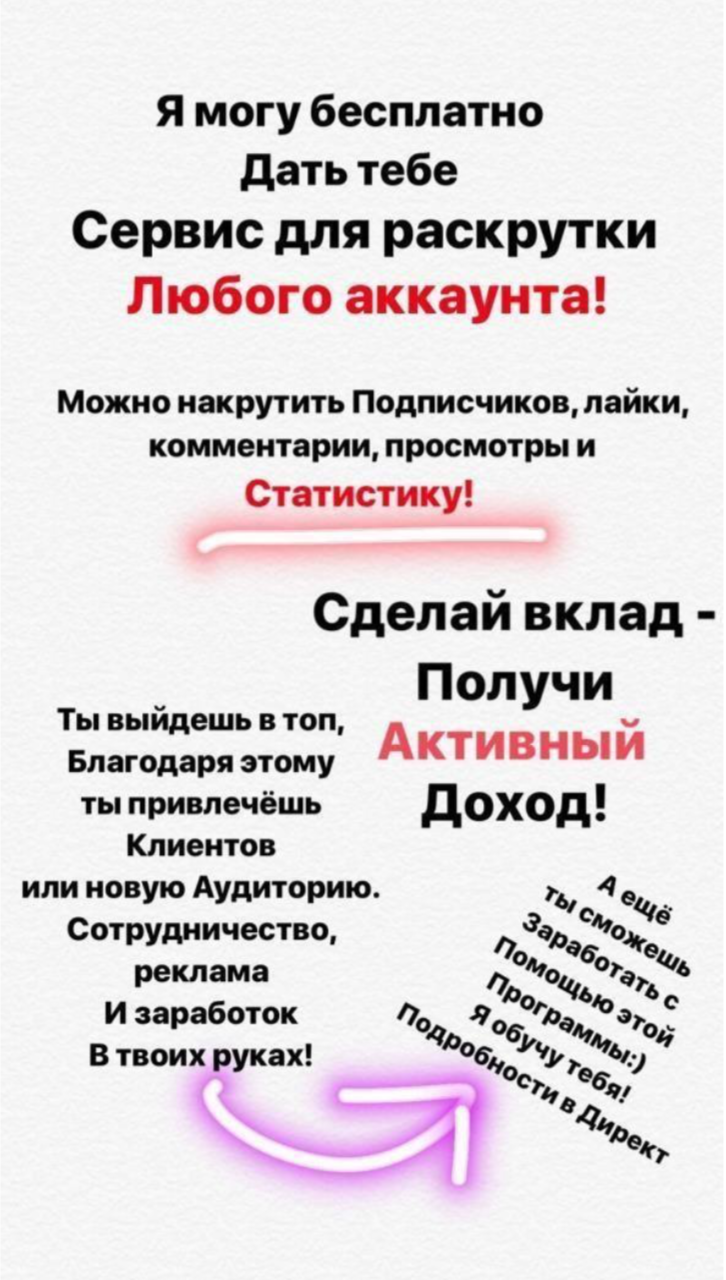 Я могу бесплатно
Дать тебе
Сервис для раскрутки
Любого аккаунта!
Можно накрутить Подписчиков, лайки,
комментарии, просмотры и
Статистику!
Сделай вклад -
Получи
Активный
Доход!
Ты выйдешь в топ,
Благодаря этому
ты привлечёшь
Клиентов
или новую Аудиторию.
Сотрудничество,
реклама
И заработок
В твоих руках!
А ещё
ты сможешь
Заработать с
Помощью этой
Программы:)
Я обучу тебя!
Подробности в Директ